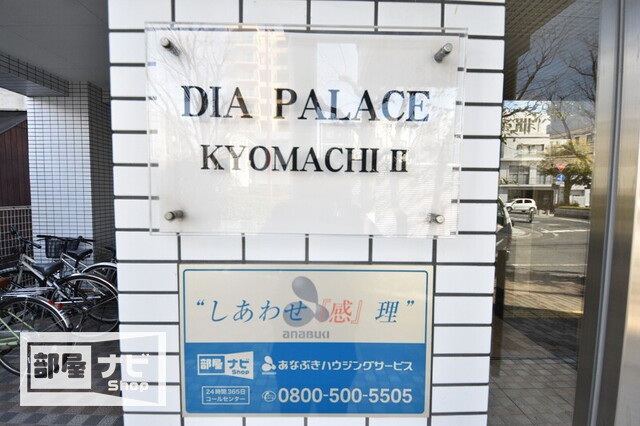 DIA PALACE
KYOMACHI II
“しあわせ『感』理”
anabuki
部屋ナビ Shop あなぶきハウジングサービス
24時間365日
コールセンター
0800-500-5505
部屋ナビ
Shop